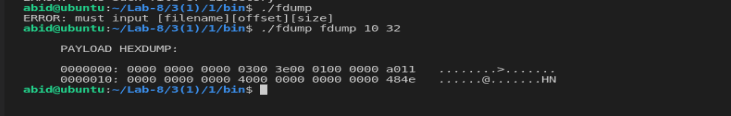 abid@ubuntu:~/Lab-8/3(1)/1/bin$ ./fdump
ERROR: must input [filename][offset][size]
abid@ubuntu:~/Lab-8/3(1)/1/bin$ ./fdump fdump 10 32
PAYLOAD HEXDUMP:
0000000: 0000 0000 0000 0300 3e00 0100 0000 a011 ........>.......
0000010: 0000 0000 0000 4000 0000 0000 0000 484e ......@.......HN
abid@ubuntu:~/Lab-8/3(1)/1/bin$